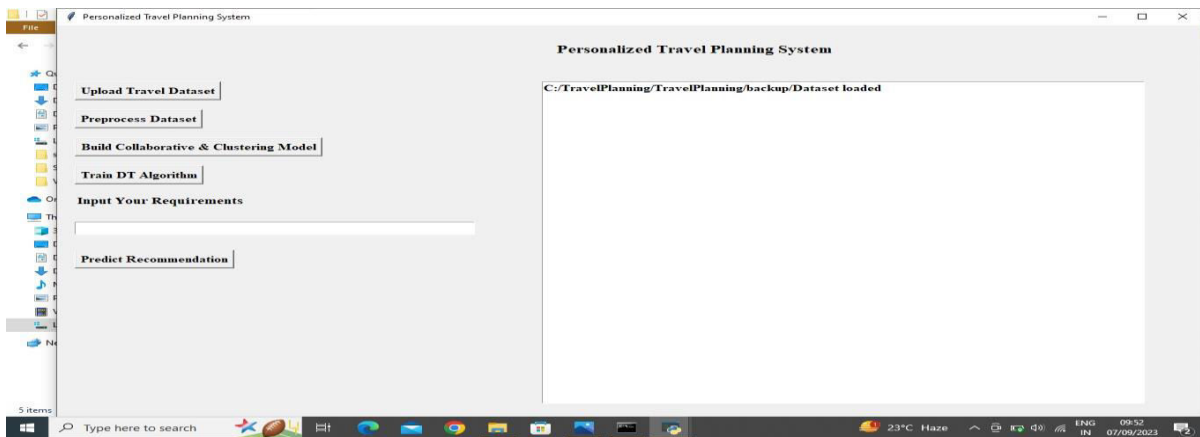 Personalized Travel Planning System
File
Personalized Travel Planning System
Upload Travel Dataset
C:/TravelPlanning/TravelPlanning/backup/Dataset loaded
Preprocess Dataset
Build Collaborative & Clustering Model
Train DT Algorithm
Input Your Requirements
Predict Recommendation
5 items
Type here to search
23°C Haze
ENG
IN
09:52
07/09/2023